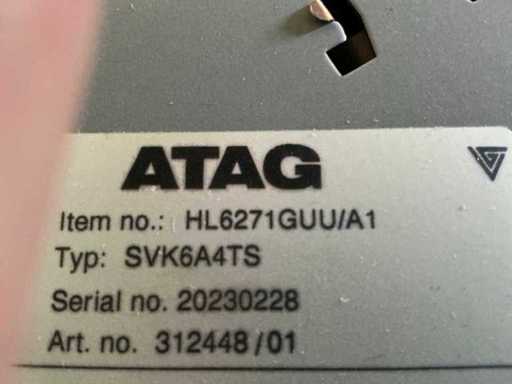 ATAG
Item no.: HL6271GUU/A1
Typ: SVK6A4TS
Serial no. 20230228
Art. no. 312448/01